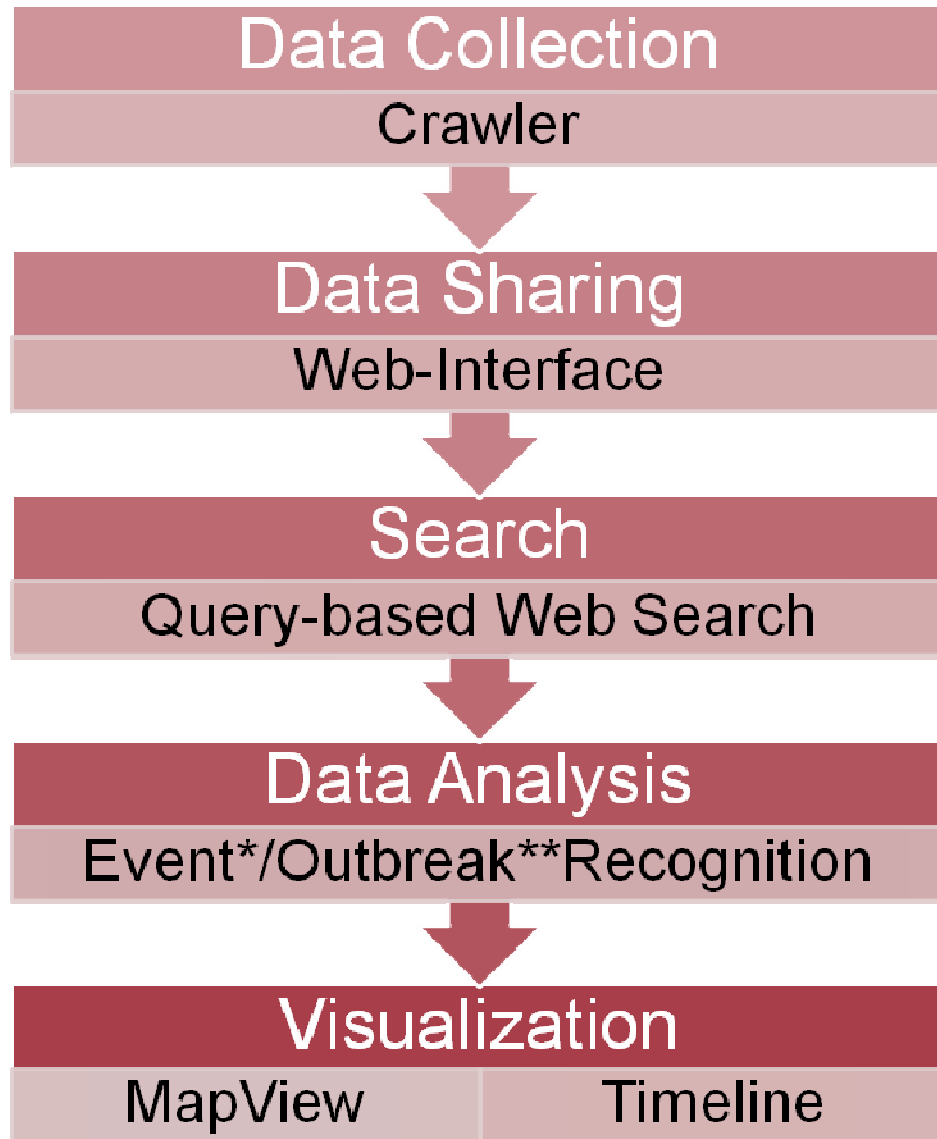 Data Collection
Crawler
Data Sharing
Web-Interface
Search
Query-based Web Search
Data Analysis
Event*/Outbreak**Recognition
Visualization
MapView Timeline